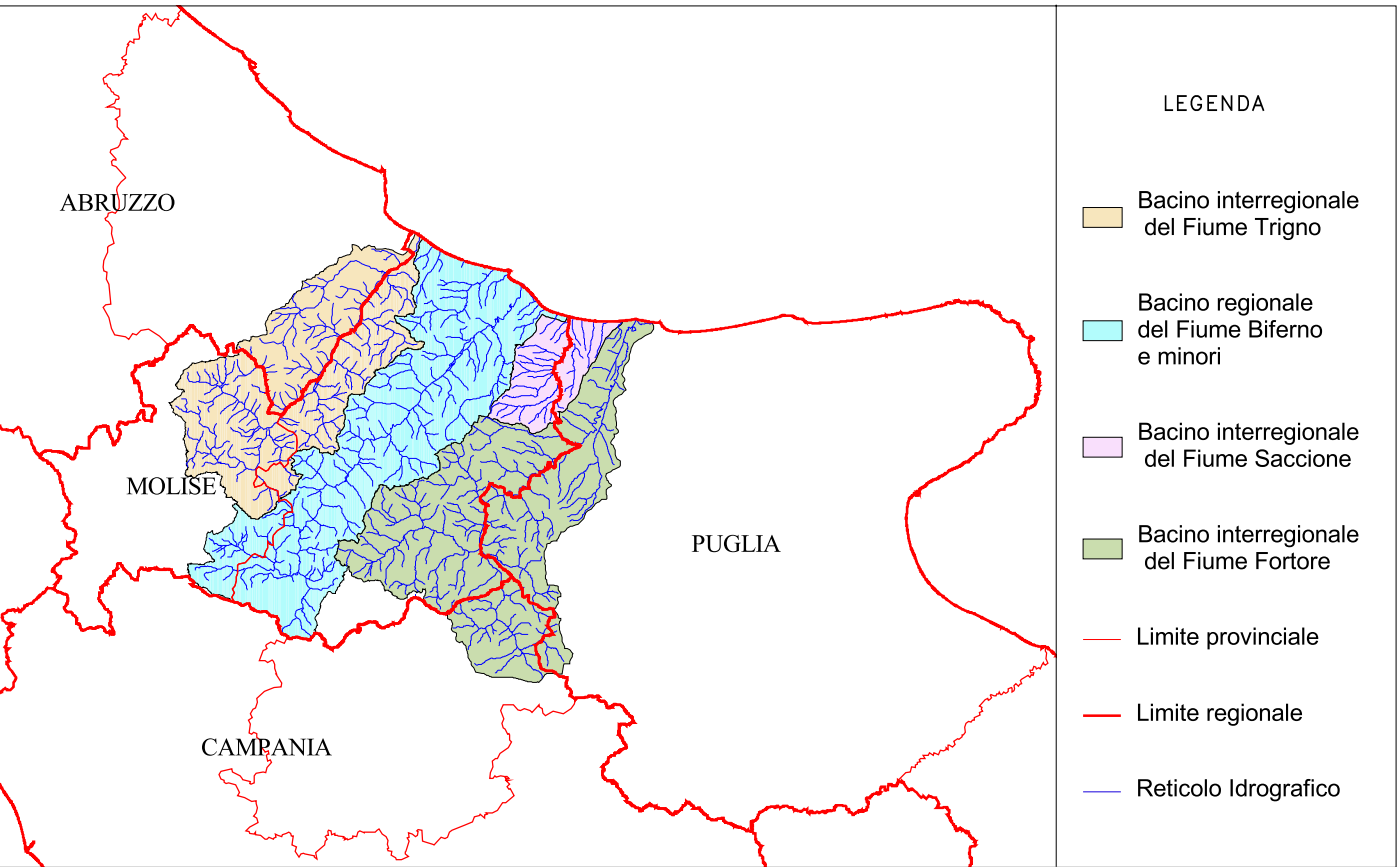 ABRUZZO
MOLISE
PUGLIA
CAMPANIA
LEGENDA
Bacino interregionale
del Fiume Trigno
Bacino regionale
del Fiume Biferno
e minori
Bacino interregionale
del Fiume Saccione
Bacino interregionale
del Fiume Fortore
Limite provinciale
Limite regionale
Reticolo Idrografico